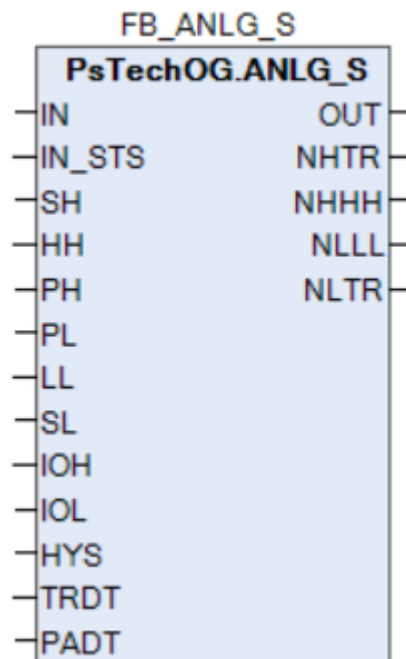 FB_ANLG_S
PsTechOG.ANLG_S
IN OUT
IN_STS NHTR
SH NHHH
HH NLLL
PH NLTR
PL
LL
SL
IOH
IOL
HYS
TRDT
PADT